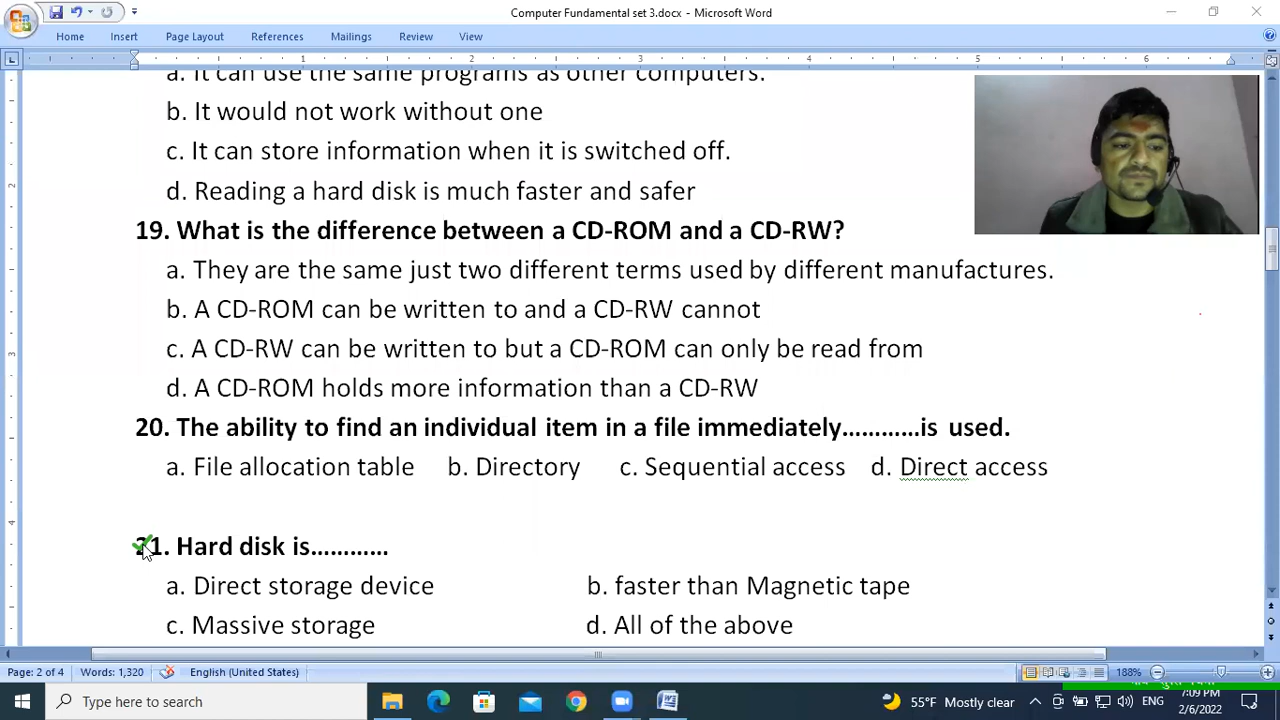 Computer Fundamental set 3.docx - Microsoft Word
Home Insert Page Layout References Mailings Review View
1 2 3 4 5 6
a. It can use the same programs as other computers.
b. It would not work without one
c. It can store information when it is switched off.
d. Reading a hard disk is much faster and safer
19. What is the difference between a CD-ROM and a CD-RW?
a. They are the same just two different terms used by different manufactures.
b. A CD-ROM can be written to and a CD-RW cannot
c. A CD-RW can be written to but a CD-ROM can only be read from
d. A CD-ROM holds more information than a CD-RW
20. The ability to find an individual item in a file immediately…………is used.
a. File allocation table b. Directory c. Sequential access d. Direct access
21. Hard disk is…………
a. Direct storage device b. faster than Magnetic tape
c. Massive storage d. All of the above
Page: 2 of 4 Words: 1,320 English (United States) 188%
Type here to search 55°F Mostly clear ENG 7:09 PM
2/6/2022